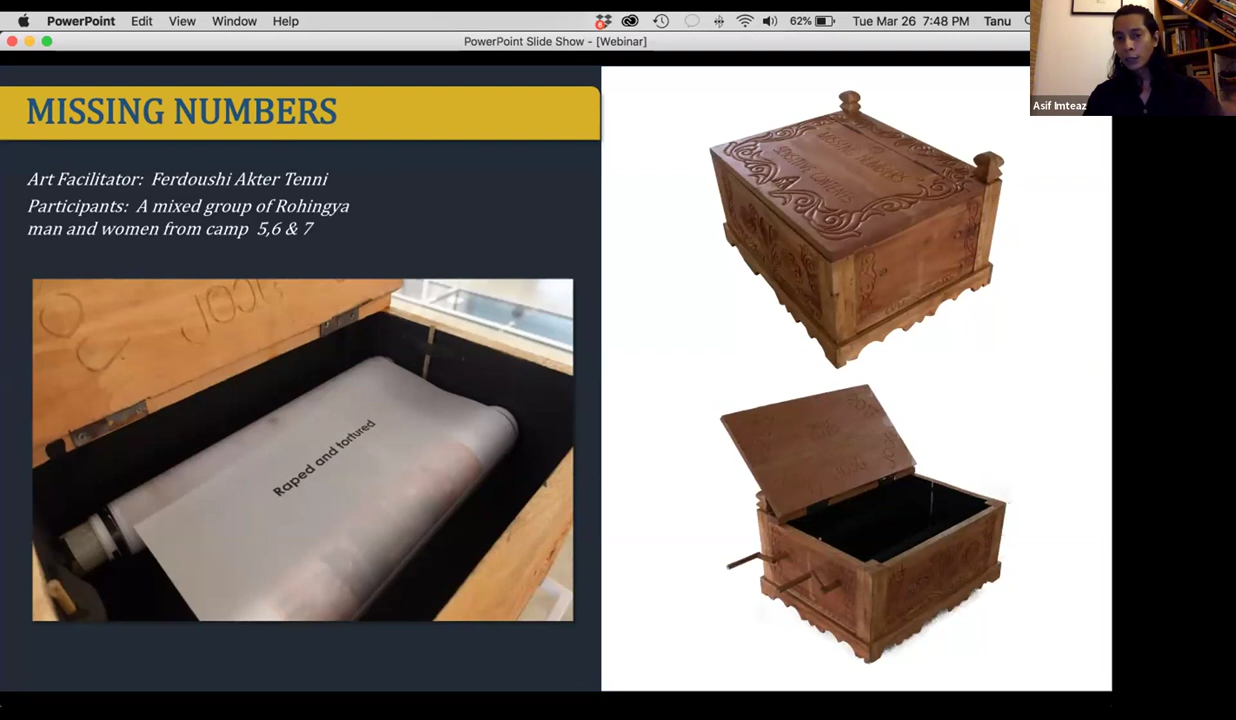 PowerPoint Edit View Window Help 62% Tue Mar 26 7:48 PM Tanu
PowerPoint Slide Show - [Webinar]
Asif Imteaz
MISSING NUMBERS
Art Facilitator: Ferdoushi Akter Tenni
Participants: A mixed group of Rohingya
man and women from camp 5,6 & 7
Raped and tortured
MISSING NUMBERS
SENSITIVE CONTENTS